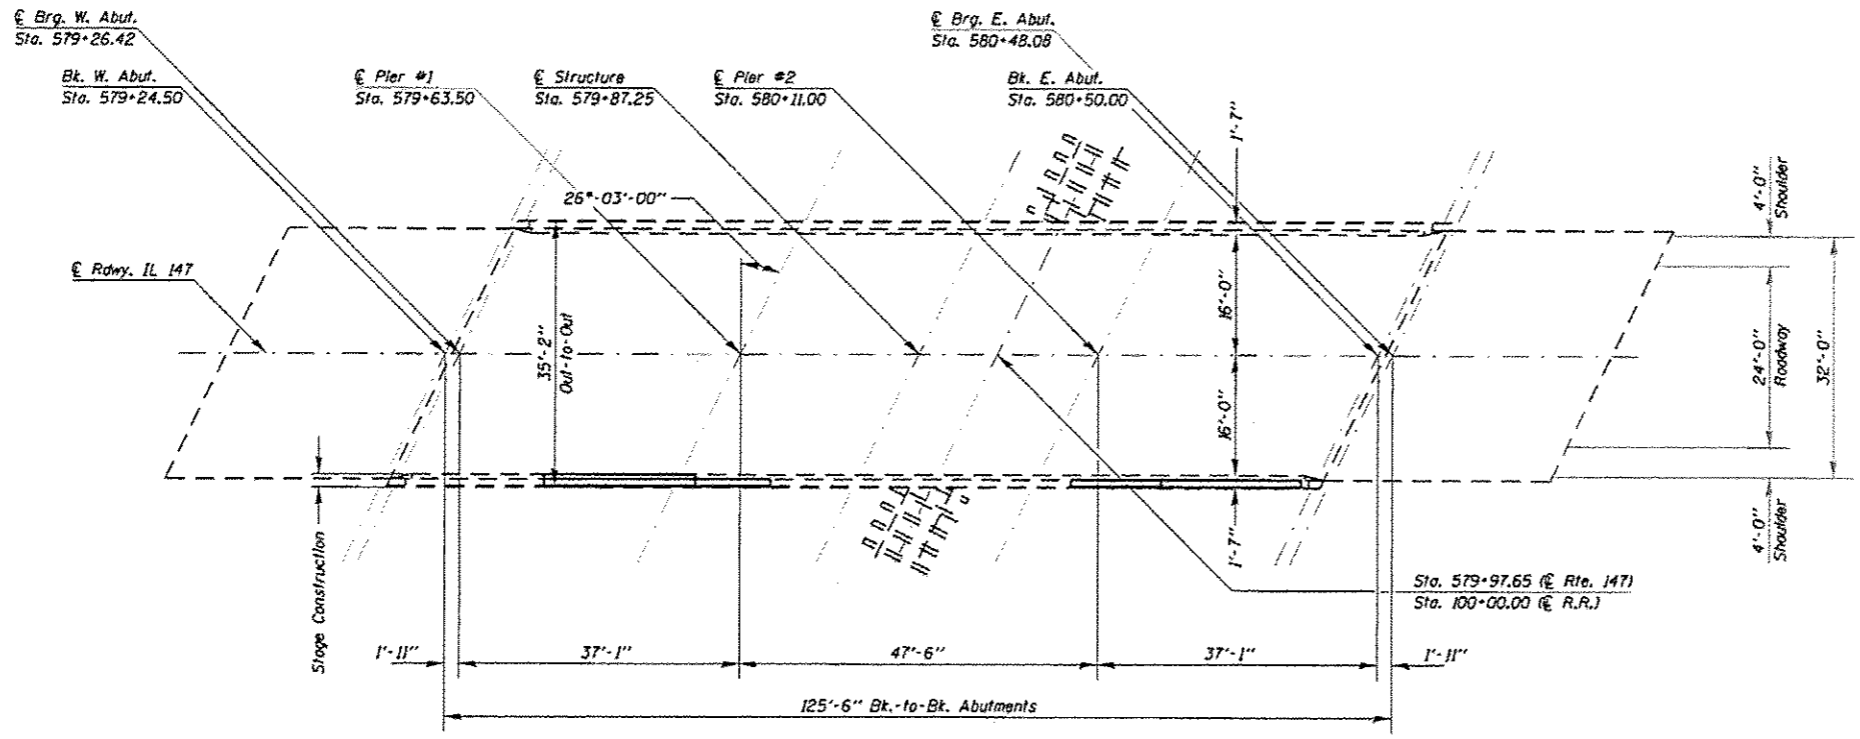 ℄ Brg. W. Abut.
Sta. 579+26.42
℄ Brg. E. Abut.
Sta. 580+48.08
Bk. W. Abut.
Sta. 579+24.50
℄ Pier #1
Sta. 579+63.50
℄ Structure
Sta. 579+87.25
℄ Pier #2
Sta. 580+11.00
Bk. E. Abut.
Sta. 580+50.00
1'-7"
26°-03'-00"
4'-0"
Shoulder
℄ Rdwy. IL 147
35'-2"
Out-to-Out
16'-0"
16'-0"
24'-0"
Roadway
32'-0"
Stage Construction
1'-7"
4'-0"
Shoulder
Sta. 579+97.65 (℄ Rte. 147)
Sta. 100+00.00 (℄ R.R.)
1'-11"
37'-1"
47'-6"
37'-1"
1'-11"
125'-6" Bk.-to-Bk. Abutments